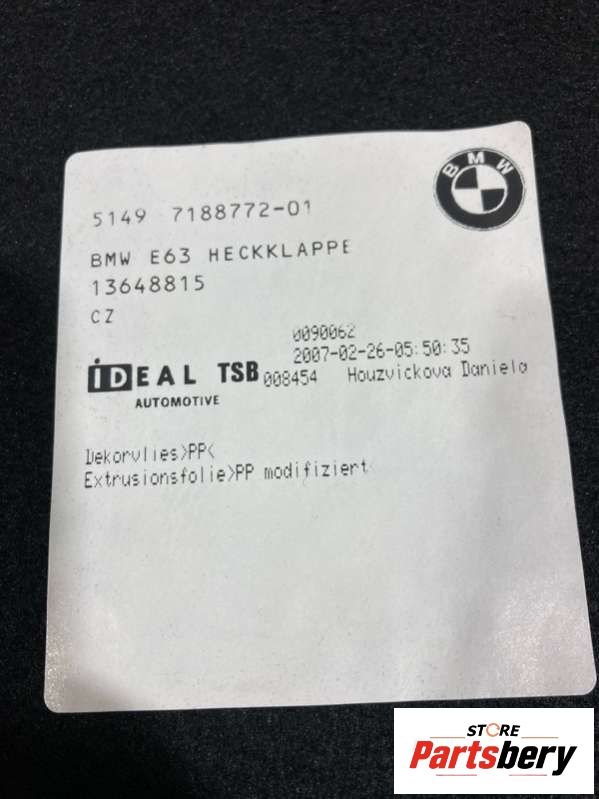 BMW
5149 7188772-01
BMW E63 HECKKLAPPE
13648815
CZ
0090062
2007-02-26-05:50:35
iDEAL TSB 008454 Houzvickova Daniela
AUTOMOTIVE
Dekorvlies>PP<
Extrusionsfolie>PP modifiziert<
STORE
Partsbery